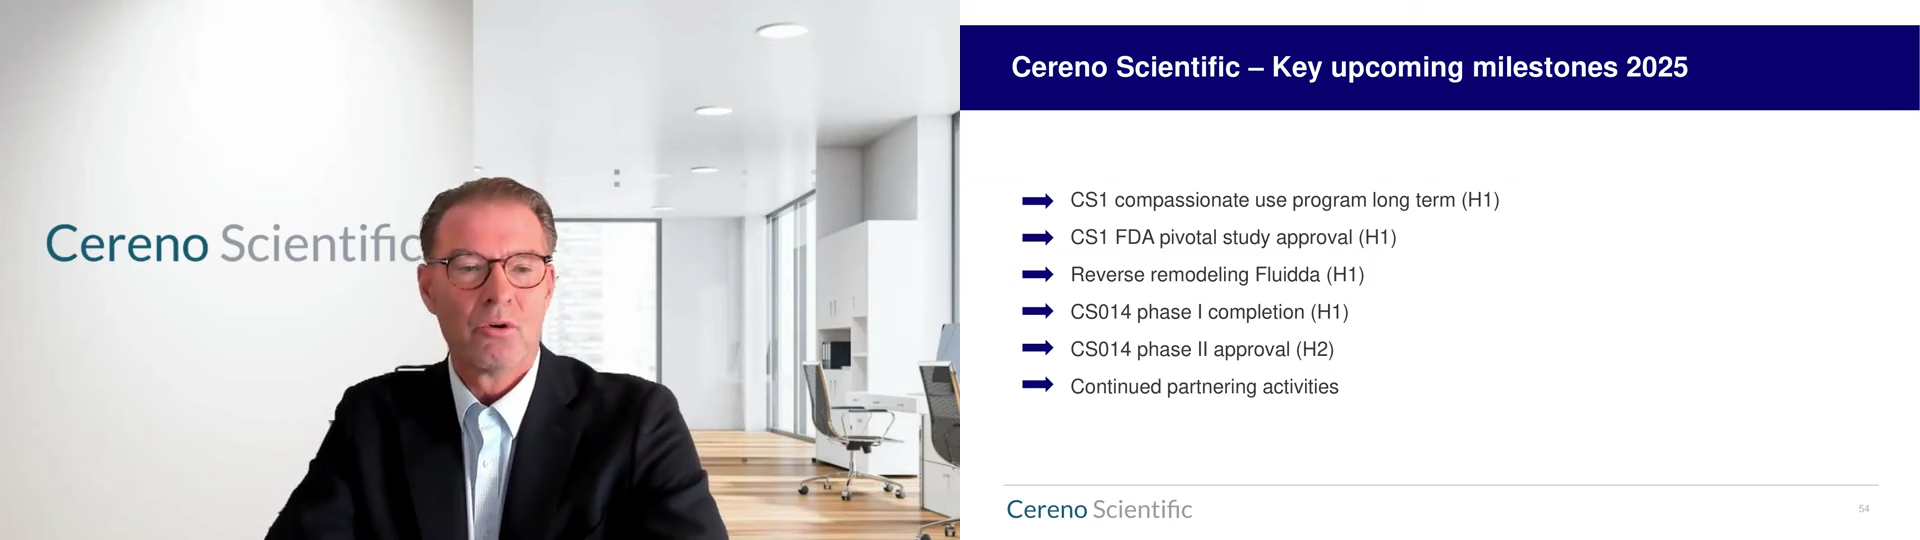 Cereno Scientific
Cereno Scientific – Key upcoming milestones 2025
CS1 compassionate use program long term (H1)
CS1 FDA pivotal study approval (H1)
Reverse remodeling Fluidda (H1)
CS014 phase I completion (H1)
CS014 phase II approval (H2)
Continued partnering activities
Cereno Scientific
54